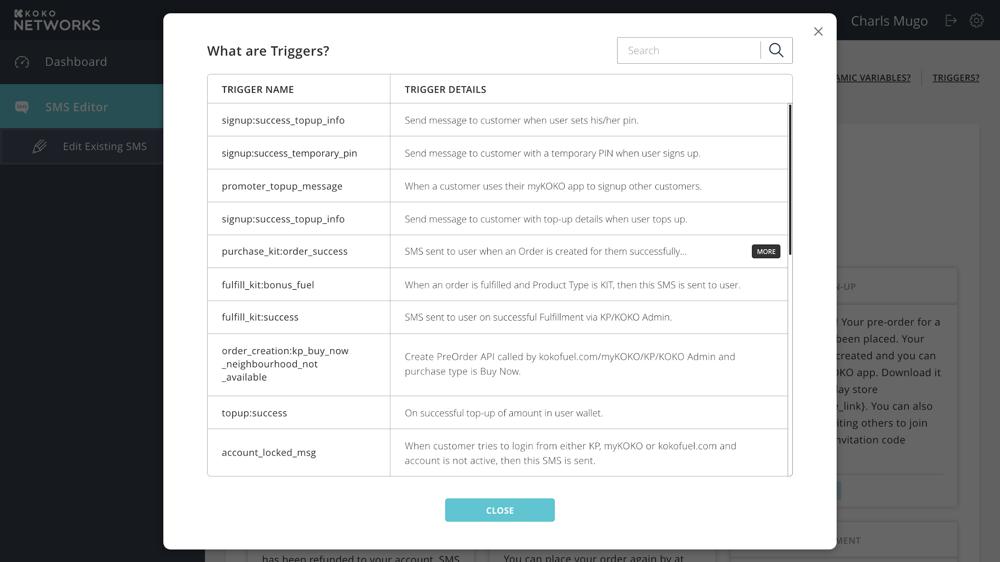 KOKO
NETWORKS
Charls Mugo
Dashboard
SMS
SMS Editor
Edit Existing SMS
What are Triggers?
Search
AMIC VARIABLES?
TRIGGERS?
TRIGGER NAME
TRIGGER DETAILS
signup:success_topup_info
Send message to customer when user sets his/her pin.
signup:success_temporary_pin
Send message to customer with a temporary PIN when user signs up.
promoter_topup_message
When a customer uses their myKOKO app to signup other customers.
signup:success_topup_info
Send message to customer with top-up details when user tops up.
purchase_kit:order_success
SMS sent to user when an Order is created for them successfully...
MORE
fulfill_kit:bonus_fuel
When an order is fulfilled and Product Type is KIT, then this SMS is sent to user.
fulfill_kit:success
SMS sent to user on successful Fulfillment via KP/KOKO Admin.
order_creation:kp_buy_now
_neighbourhood_not
_available
Create PreOrder API called by kokofuel.com/myKOKO/KP/KOKO Admin and
purchase type is Buy Now.
topup:success
On successful top-up of amount in user wallet.
account_locked_msg
When customer tries to login from either KP, myKOKO or kokofuel.com and
account is not active, then this SMS is sent.
CLOSE
N-UP
! Your pre-order for a
been placed. Your
created and you can
OKO app. Download it
lay store
e_link}. You can also
iting others to join
nvitation code
MENT
has been refunded to your account. SMS
You can place your order again by at